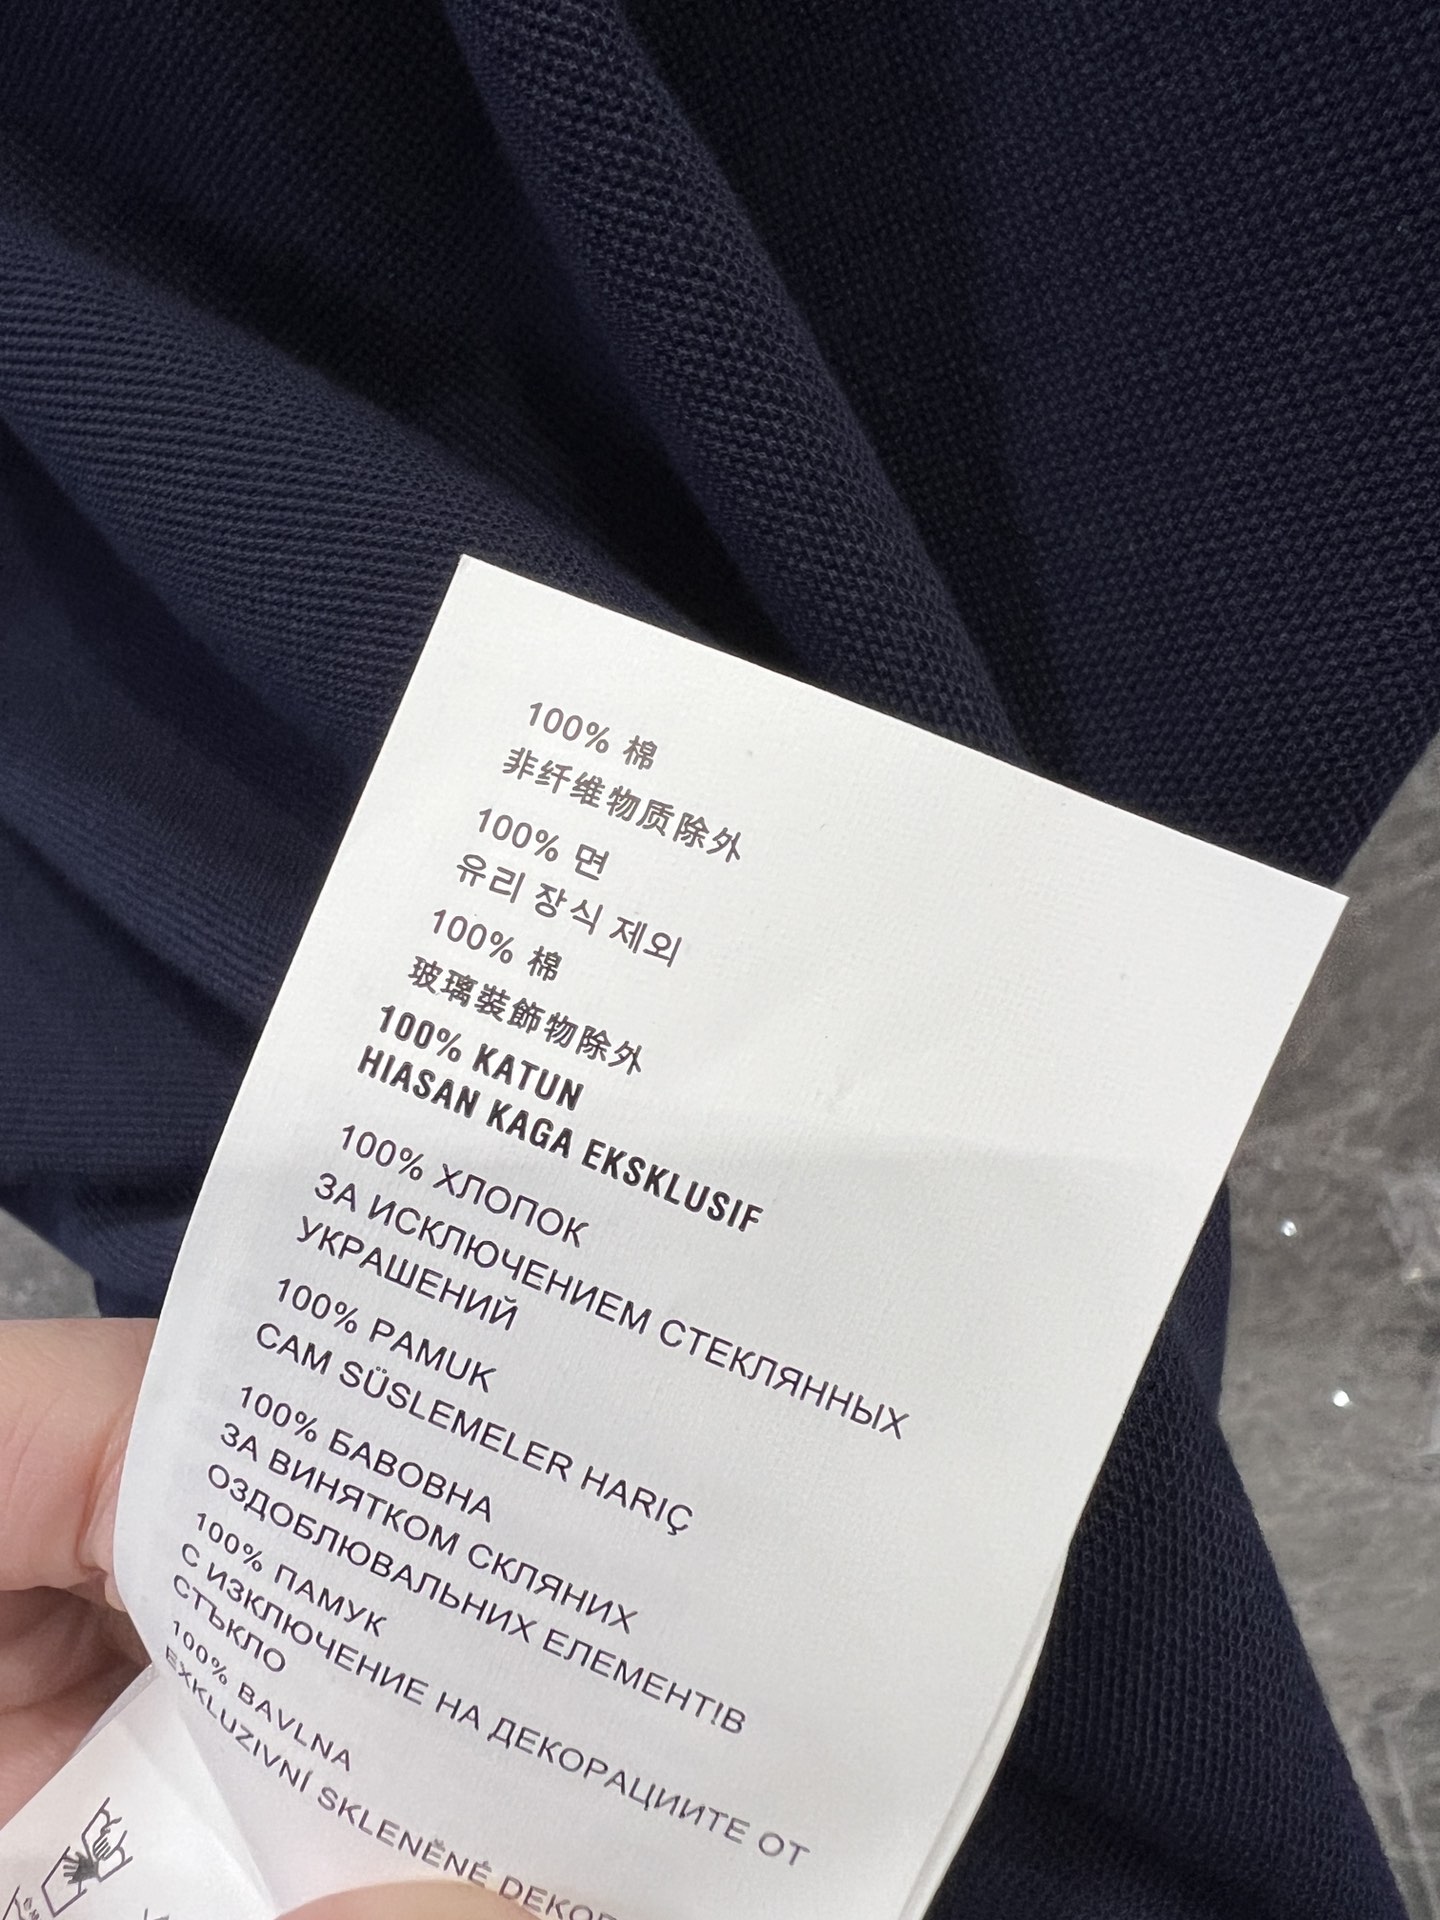 100% 棉
非纤维物质除外
100% 면
유리 장식 제외
100% 棉
玻璃裝飾物除外
100% KATUN
HIASAN KAGA EKSKLUSIF
100% ХЛОПОК
ЗА ИСКЛЮЧЕНИЕМ СТЕКЛЯННЫХ
УКРАШЕНИЙ
100% PAMUK
CAM SÜSLEMELER HARIÇ
100% БАВОВНА
ЗА ВИНЯТКОМ СКЛЯНИХ
ОЗДОБЛЮВАЛЬНИХ ЕЛЕМЕНТ!В
100% ПАМУК
С ИЗКЛЮЧЕНИЕ НА ДЕКОРАЦИИТЕ ОТ
СТЪКЛО
100% BAVLNA
EXKLUZIVNÍ SKLENĚNÉ